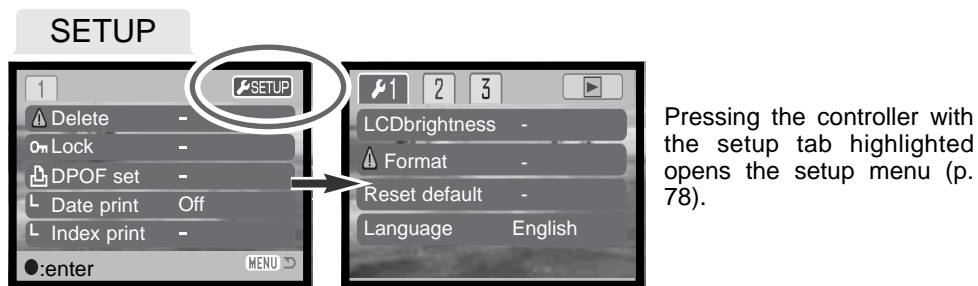 SETUP
1 SETUP
Delete –
Lock –
DPOF set –
Date print Off
Index print –
:enter MENU
1 2 3
LCDbrightness -
Format -
Reset default -
Language English
Pressing the controller with
the setup tab highlighted
opens the setup menu (p.
78).